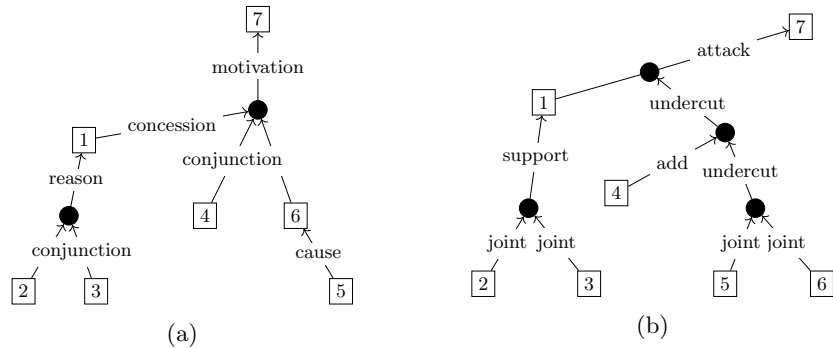 7
motivation
concession
1
conjunction
reason
4
6
conjunction
cause
2
3
5
(a)
7
attack
1
undercut
support
add
undercut
4
joint
joint
joint
joint
2
3
5
6
(b)